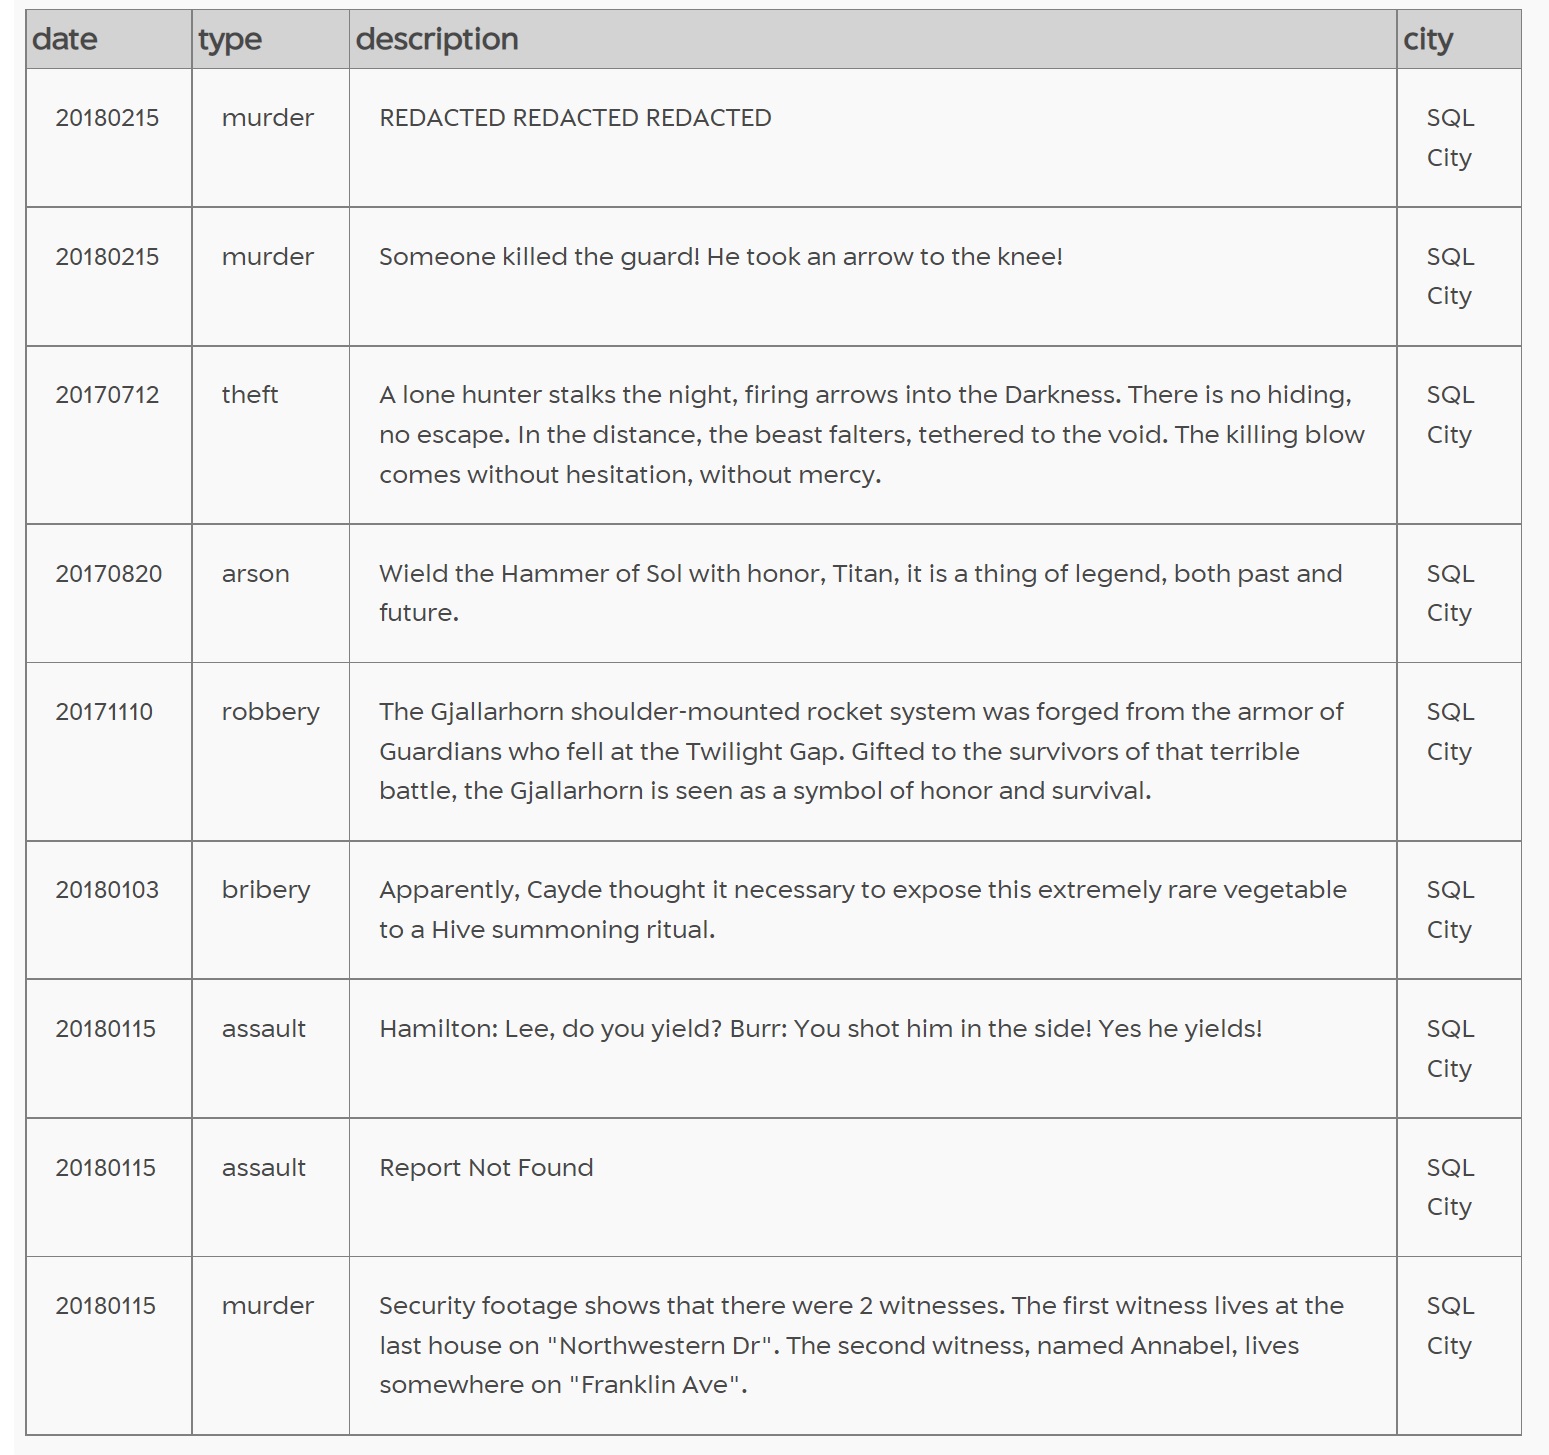 date type description city
20180215 murder REDACTED REDACTED REDACTED SQL
City
20180215 murder Someone killed the guard! He took an arrow to the knee! SQL
City
20170712 theft A lone hunter stalks the night, firing arrows into the Darkness. There is no hiding, SQL
no escape. In the distance, the beast falters, tethered to the void. The killing blow City
comes without hesitation, without mercy.
20170820 arson Wield the Hammer of Sol with honor, Titan, it is a thing of legend, both past and SQL
future. City
20171110 robbery The Gjallarhorn shoulder-mounted rocket system was forged from the armor of SQL
Guardians who fell at the Twilight Gap. Gifted to the survivors of that terrible City
battle, the Gjallarhorn is seen as a symbol of honor and survival.
20180103 bribery Apparently, Cayde thought it necessary to expose this extremely rare vegetable SQL
to a Hive summoning ritual. City
20180115 assault Hamilton: Lee, do you yield? Burr: You shot him in the side! Yes he yields! SQL
City
20180115 assault Report Not Found SQL
City
20180115 murder Security footage shows that there were 2 witnesses. The first witness lives at the SQL
last house on "Northwestern Dr". The second witness, named Annabel, lives City
somewhere on "Franklin Ave".